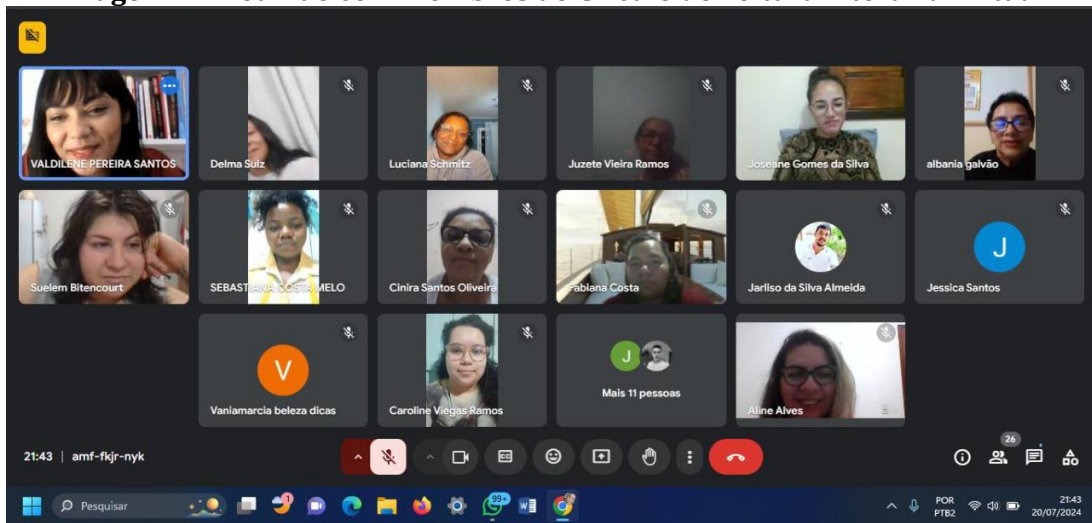 VALDILENE PEREIRA SANTOS
Delma Sulz
Luciana Schmitz
Juzete Vieira Ramos
Joseane Gomes da Silva
albania galvão
Suelem Bitencourt
SEBASTIANA COSTA MELO
Cinira Santos Oliveira
Fabiana Costa
Jarliso da Silva Almeida
J
Jessica Santos
V
Vaniamarcia beleza dicas
Caroline Viegas Ramos
J
Mais 11 pessoas
Aline Alves
21:43 | amf-fkjr-nyk
CC
26
Pesquisar
1
99+
W
POR
PTB2
21:43
20/07/2024